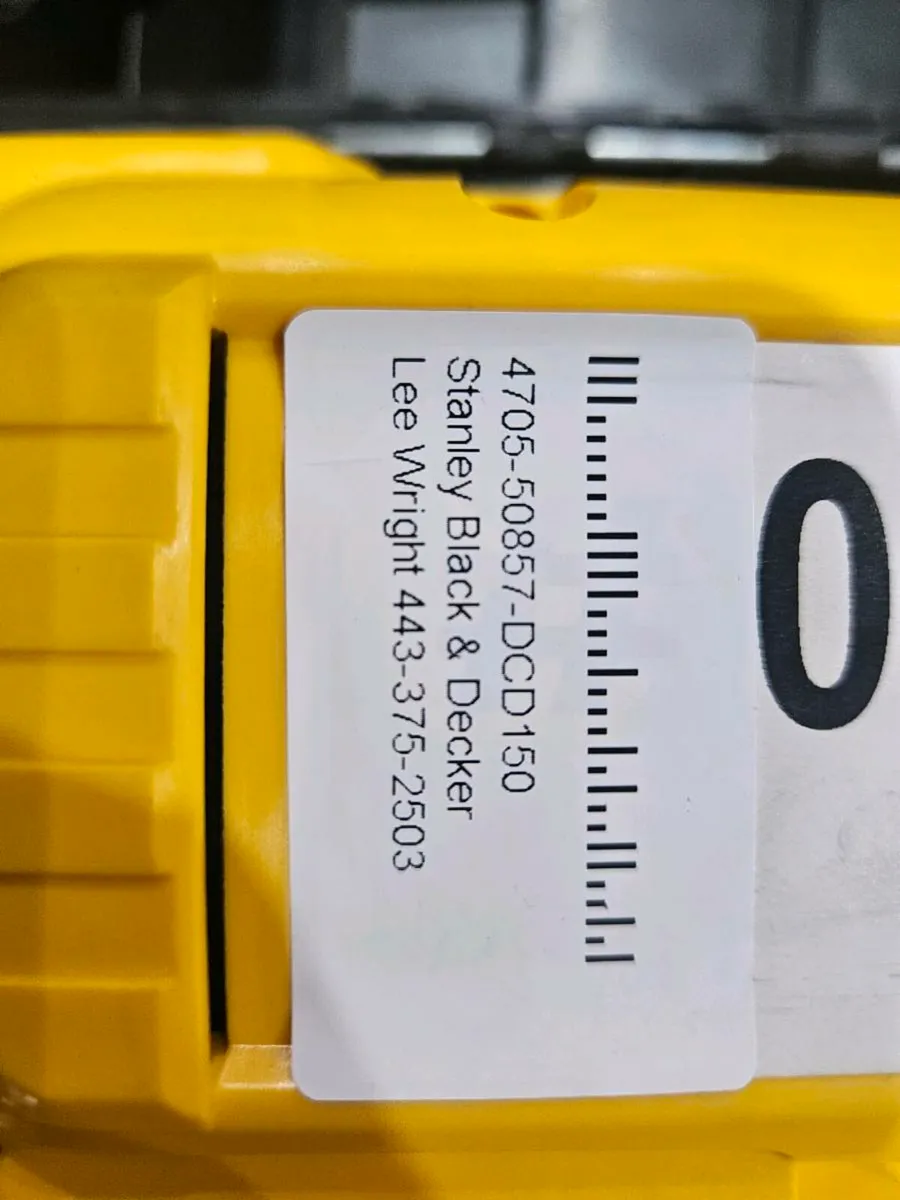 4705-50857-DCD150
Stanley Black & Decker
Lee Wright 443-375-2503
0